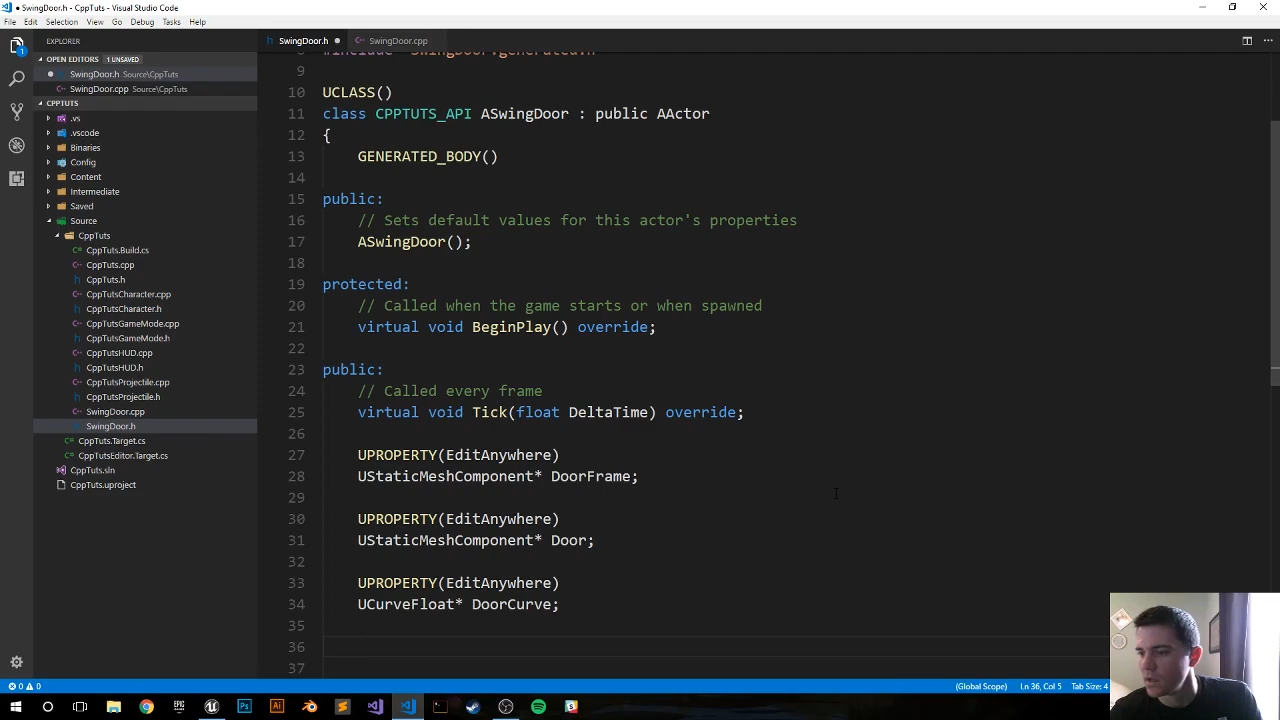 SwingDoor.h - CppTuts - Visual Studio Code
File Edit Selection View Go Debug Tasks Help
EXPLORER
SwingDoor.h
SwingDoor.cpp
OPEN EDITORS 1 UNSAVED
SwingDoor.h Source\CppTuts
SwingDoor.cpp Source\CppTuts
CPPTUTS
.vs
.vscode
Binaries
Config
Content
Intermediate
Saved
Source
CppTuts
CppTuts.Build.cs
CppTuts.cpp
CppTuts.h
CppTutsCharacter.cpp
CppTutsCharacter.h
CppTutsGameMode.cpp
CppTutsGameMode.h
CppTutsHUD.cpp
CppTutsHUD.h
CppTutsProjectile.cpp
CppTutsProjectile.h
SwingDoor.cpp
SwingDoor.h
CppTuts.Target.cs
CppTutsEditor.Target.cs
CppTuts.sln
CppTuts.uproject
#include "SwingDoor.generated.h"
9
10 UCLASS()
11 class CPPTUTS_API ASwingDoor : public AActor
12 {
13 GENERATED_BODY()
14
15 public:
16 // Sets default values for this actor's properties
17 ASwingDoor();
18
19 protected:
20 // Called when the game starts or when spawned
21 virtual void BeginPlay() override;
22
23 public:
24 // Called every frame
25 virtual void Tick(float DeltaTime) override;
26
27 UPROPERTY(EditAnywhere)
28 UStaticMeshComponent* DoorFrame;
29
30 UPROPERTY(EditAnywhere)
31 UStaticMeshComponent* Door;
32
33 UPROPERTY(EditAnywhere)
34 UCurveFloat* DoorCurve;
35
36
37
0 0 (Global Scope) Ln 36, Col 5 Tab Size: 4